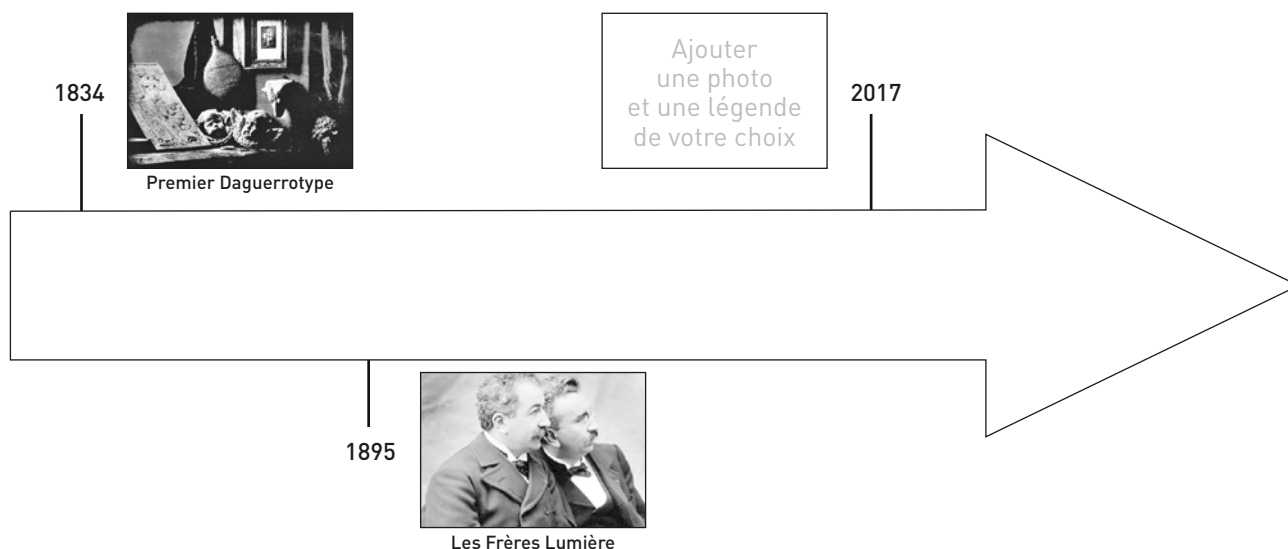 1834
Premier Daguerrotype
Ajouter
une photo
et une légende
de votre choix
2017
1895
Les Frères Lumière